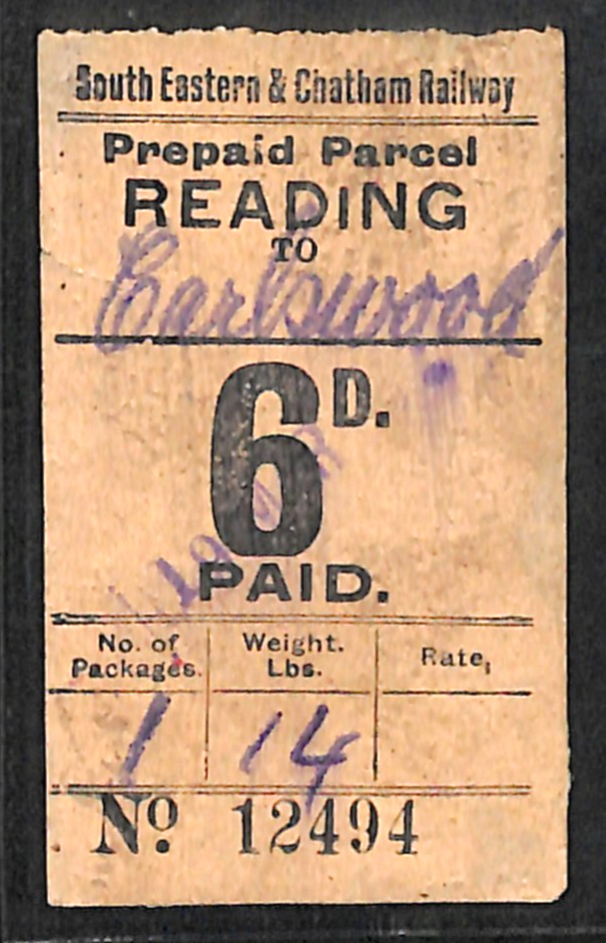 South Eastern & Chatham Railway
Prepaid Parcel
READING
TO
Earlswood
6D.
PAID.
No. of Packages.
Weight. Lbs.
Rate,
1
14
Nº 12494